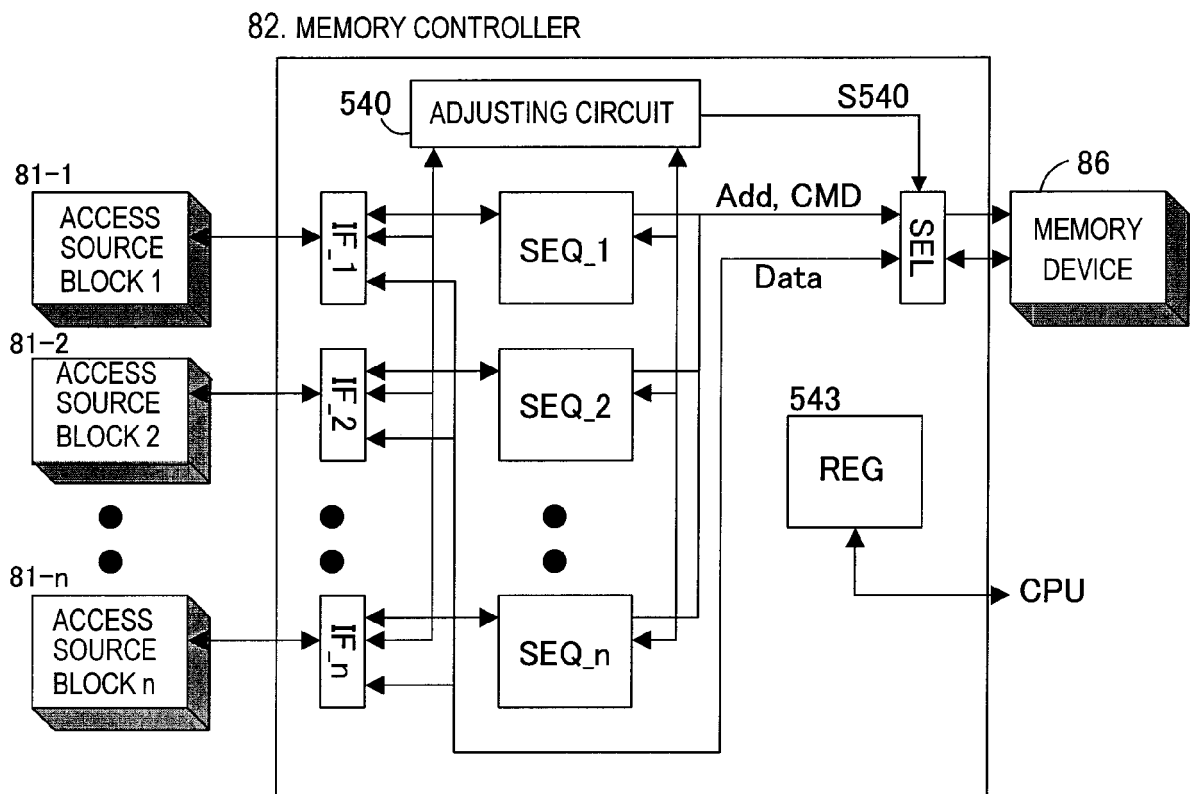 82. MEMORY CONTROLLER
540
ADJUSTING CIRCUIT
S540
81-1
ACCESS
SOURCE
BLOCK 1
IF_1
SEQ_1
Add, CMD
Data
SEL
86
MEMORY
DEVICE
81-2
ACCESS
SOURCE
BLOCK 2
IF_2
SEQ_2
543
REG
81-n
ACCESS
SOURCE
BLOCK n
IF_n
SEQ_n
CPU